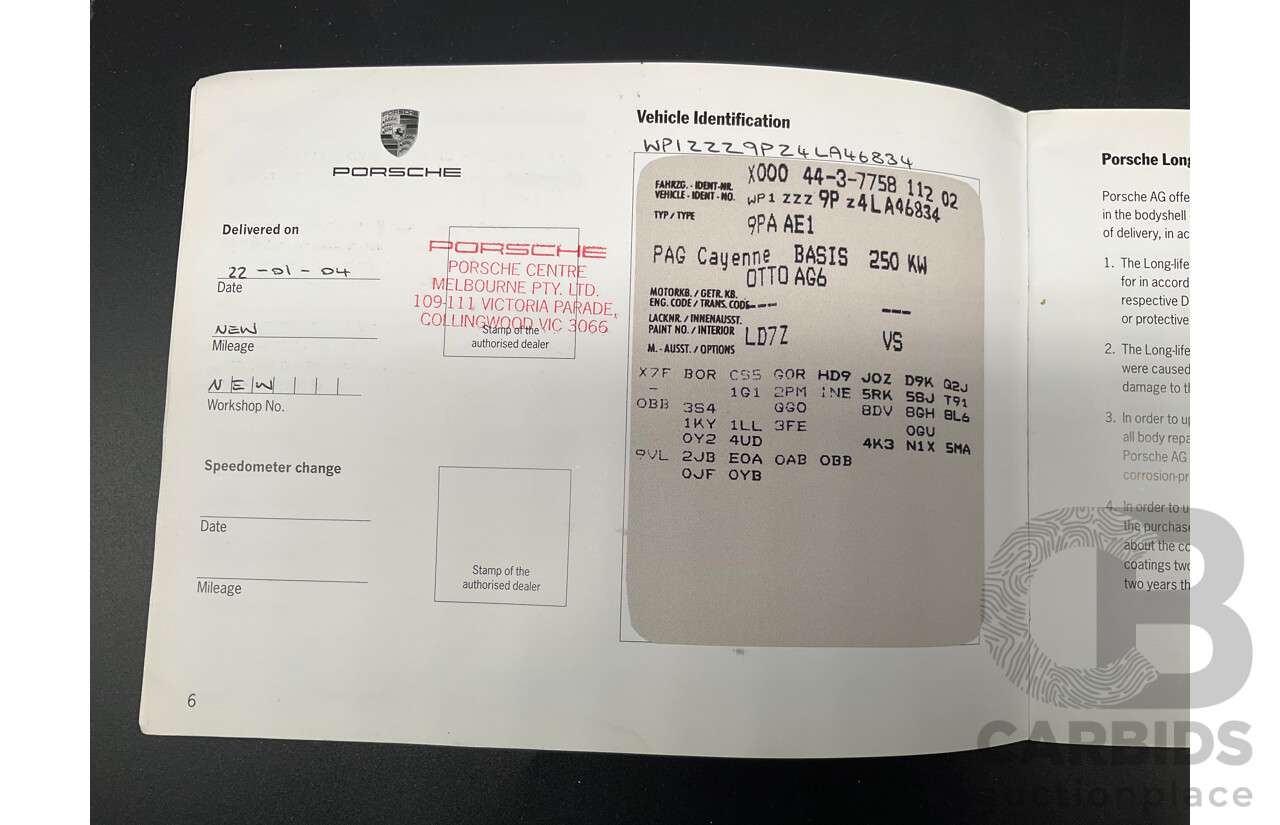 PORSCHE
PORSCHE
Delivered on
22-01-04
Date
NEW
Mileage
NEW
Workshop No.
PORSCHE
PORSCHE CENTRE
MELBOURNE PTY. LTD.
109-111 VICTORIA PARADE,
COLLINGWOOD VIC 3066
Stamp of the
authorised dealer
Speedometer change
Date
Mileage
Stamp of the
authorised dealer
6
Vehicle Identification
WP1ZZZ9PZ4LA46834
X000 44-3-7758 112 02
FAHRZG.-IDENT-NR.
VEHICLE-IDENT-NO. WP1 ZZZ 9P Z4LA46834
TYP / TYPE 9PA AE1
PAG Cayenne BASIS 250 KW
OTTO AG6
MOTORKB. / GETR. KB.
ENG. CODE / TRANS. CODE---- ---
LACKNR. / INNENAUSST.
PAINT NO. / INTERIOR LD7Z VS
M.-AUSST. / OPTIONS
X7F B0R CS5 G0R HD9 J0Z D9K Q2J
- 1G1 2PM 1NE 5RK 5SJ T91
OBB 3S4 GG0 8DV 8GH 8L6
1KY 1LL 3FE 0GU
0Y2 4UD 4K3 N1X 5MA
9VL 2JB E0A 0AB 0BB
0JF 0YB
Porsche Long
Porsche AG offe
in the bodyshell
of delivery, in ac
1. The Long-life
for in accord
respective D
or protective
2. The Long-life
were caused
damage to th
3. In order to up
all body repa
Porsche AG
corrosion-pr
4. In order to u
the purchas
about the co
coatings two
two years th
CARBIDS
auctionplace